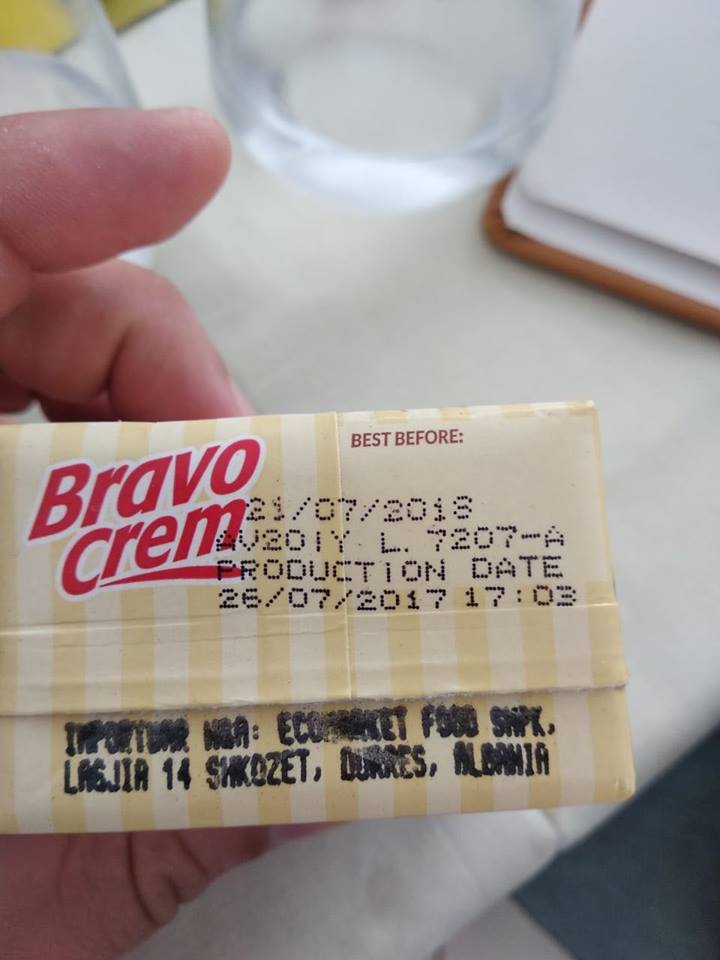 Bravo
Crem
BEST BEFORE:
21/07/2018
AV20IY L. 7207-A
PRODUCTION DATE
26/07/2017 17:03
IMPORTUAR NGA: ECOMARKET FOOD SHPK,
LAGJIA 14 SHKOZET, DURRES, ALBANIA